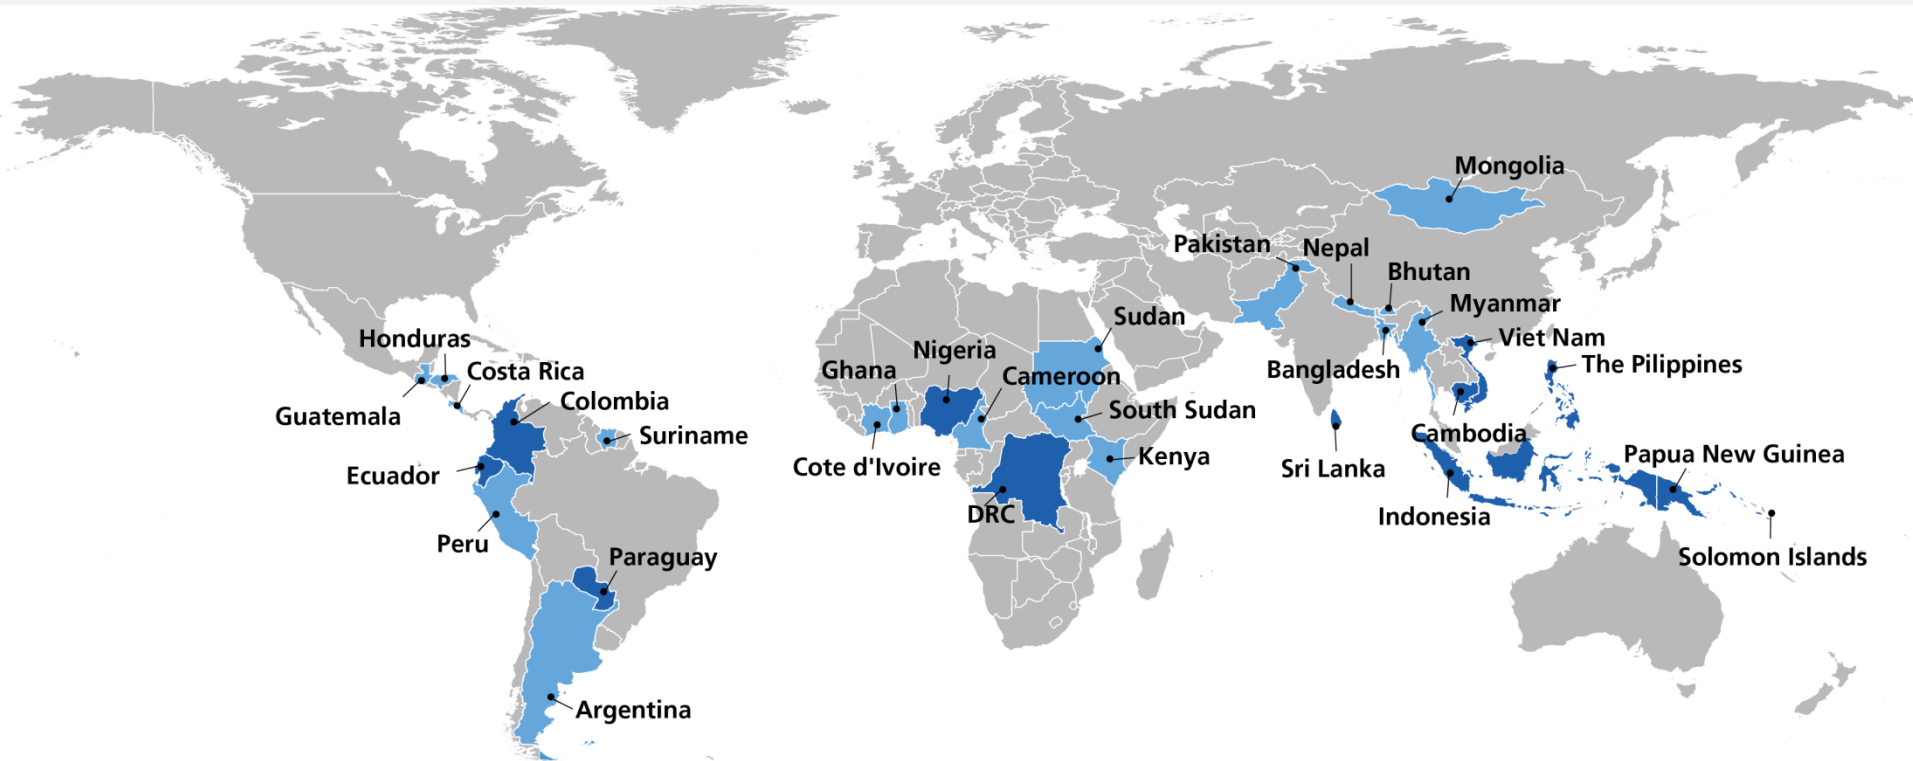 Mongolia
Pakistan
Nepal
Bhutan
Myanmar
Sudan
Viet Nam
Honduras
Nigeria
The Pilippines
Ghana
Bangladesh
Costa Rica
Cameroon
Colombia
Guatemala
South Sudan
Suriname
Cambodia
Papua New Guinea
Kenya
Cote d'Ivoire
Sri Lanka
Ecuador
DRC
Indonesia
Peru
Paraguay
Solomon Islands
Argentina